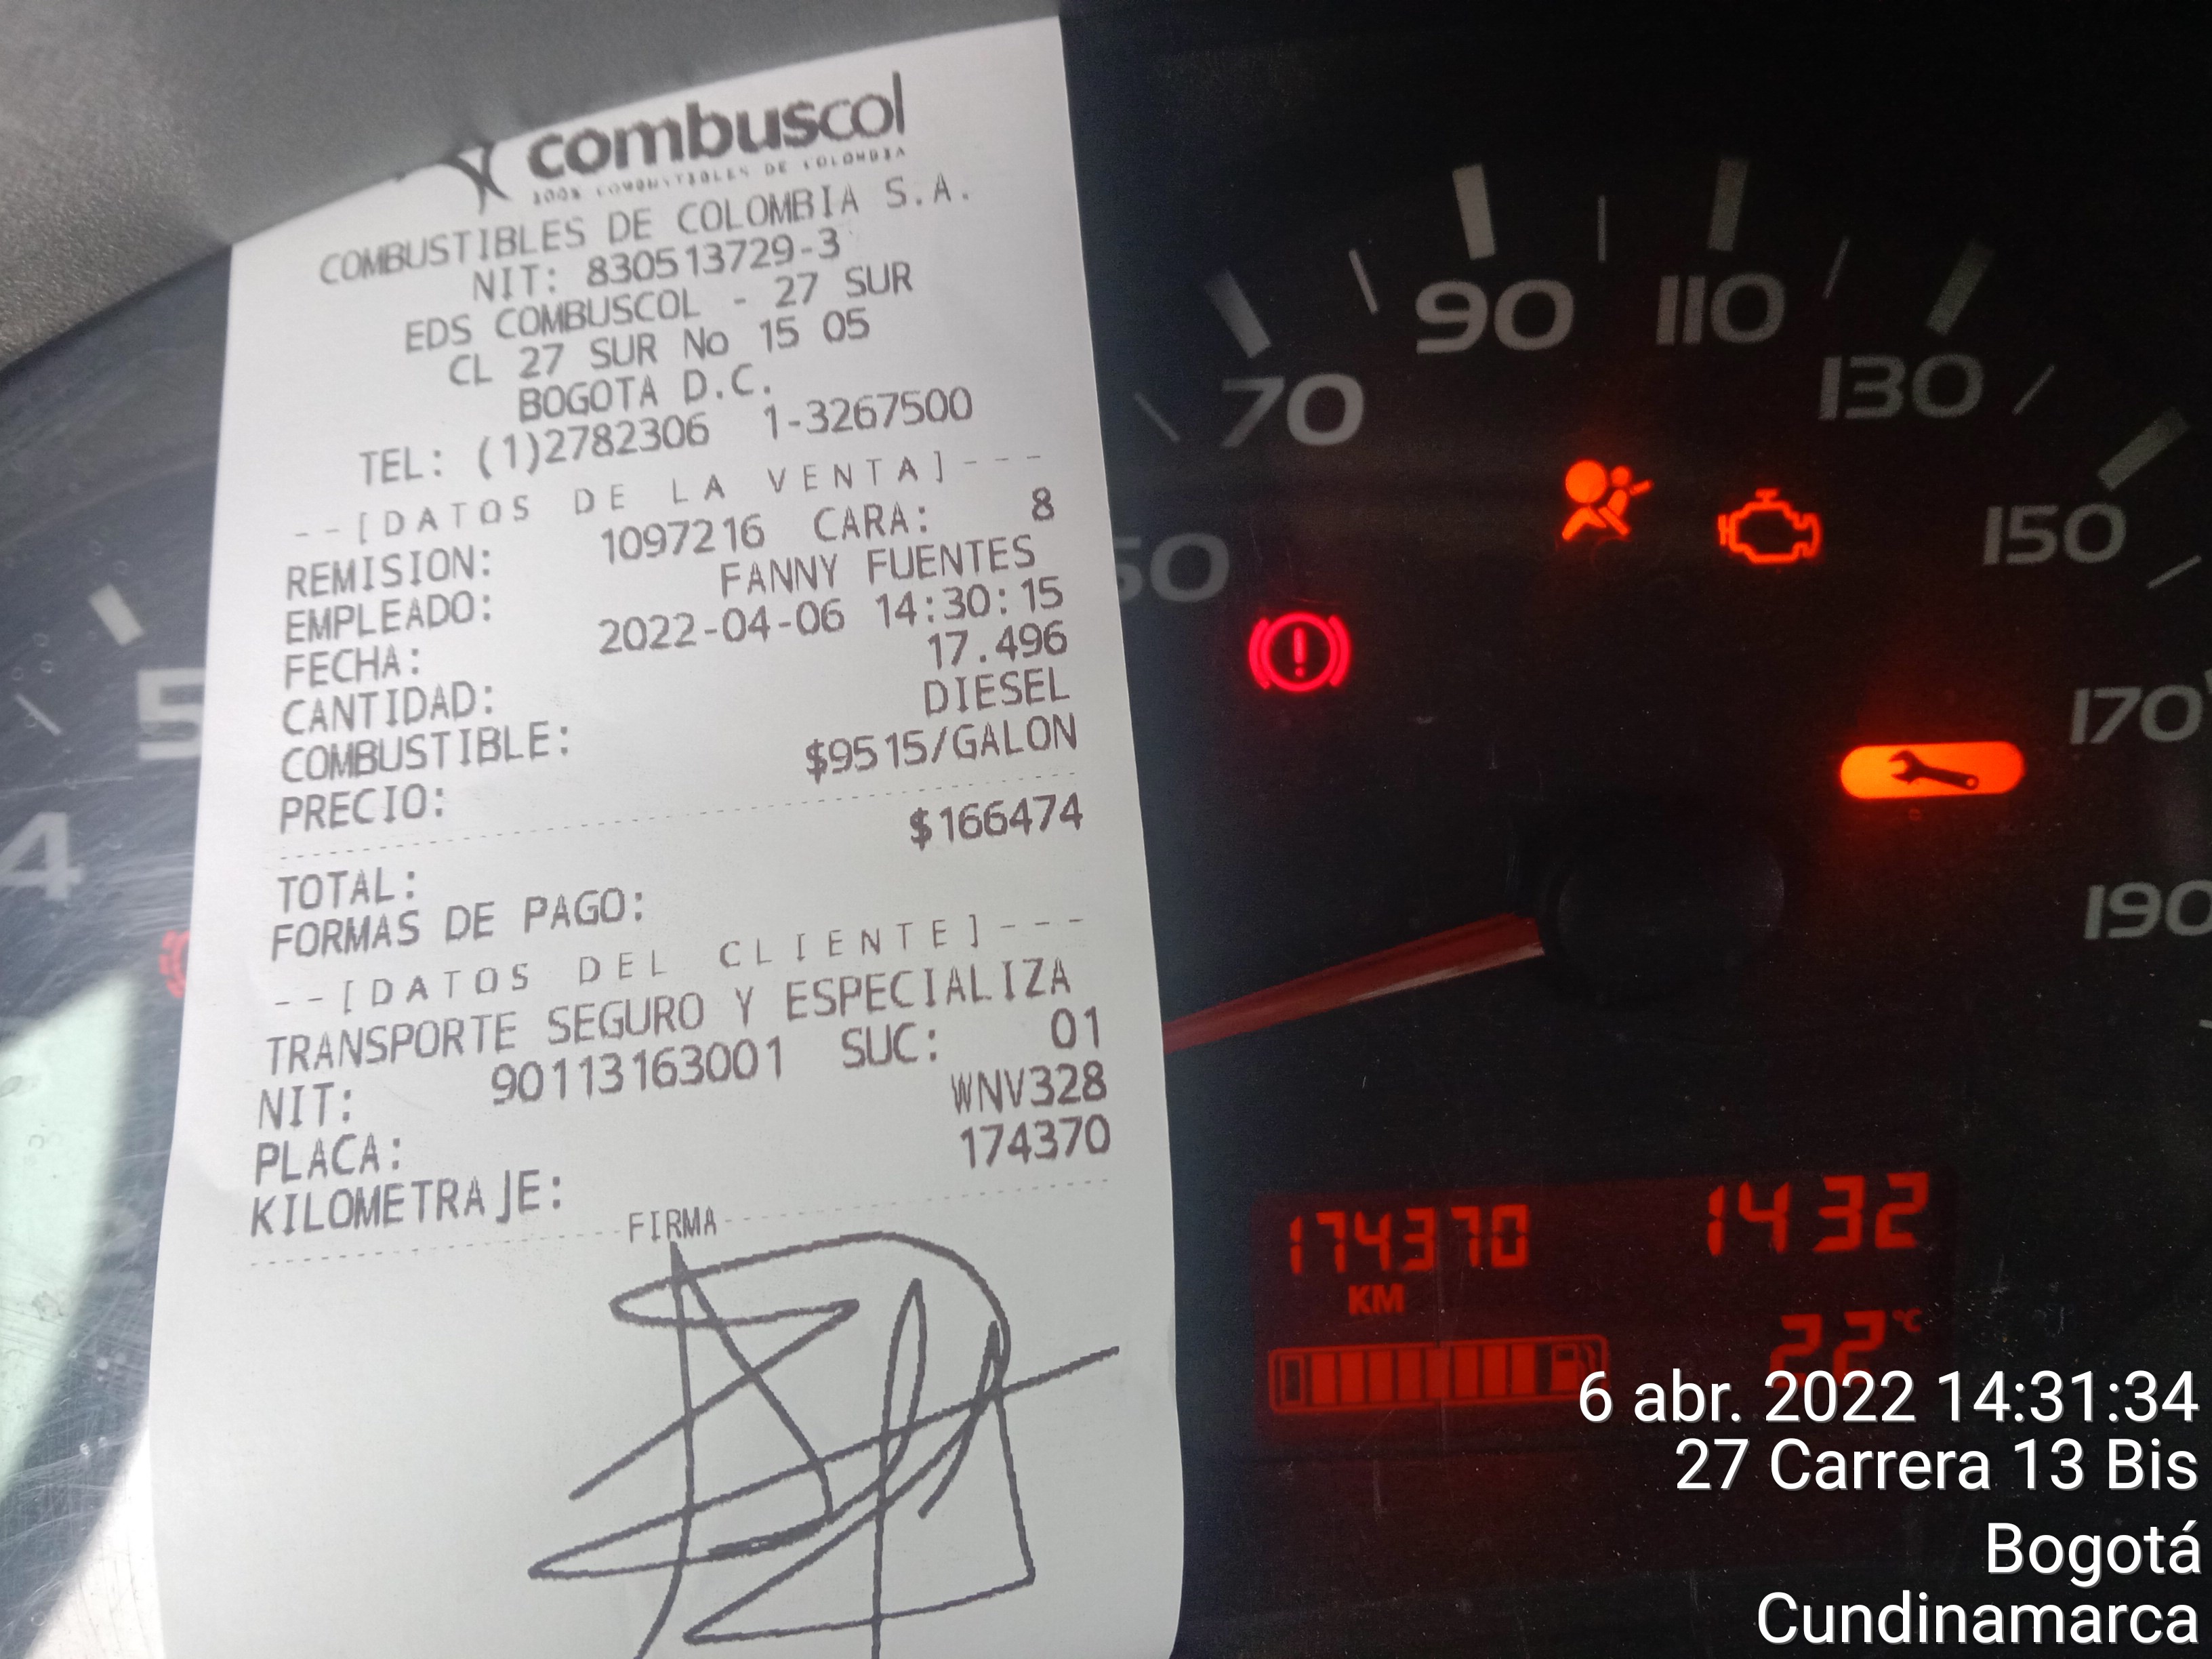 combuscol
100% COMBUSTIBLES DE COLOMBIA
COMBUSTIBLES DE COLOMBIA S.A.
NIT: 830513729-3
EDS COMBUSCOL - 27 SUR
CL 27 SUR No 15 05
BOGOTA D.C.
TEL: (1)2782306 1-3267500
--[DATOS DE LA VENTA]---
REMISION: 1097216 CARA: 8
EMPLEADO: FANNY FUENTES
FECHA: 2022-04-06 14:30:15
CANTIDAD: 17.496
COMBUSTIBLE: DIESEL
PRECIO: $9515/GALON
TOTAL: $166474
FORMAS DE PAGO:
--[DATOS DEL CLIENTE]---
TRANSPORTE SEGURO Y ESPECIALIZA
NIT: 90113163001 SUC: 01
PLACA: WNV328
KILOMETRAJE: 174370
FIRMA
5
4
50
70
90
110
130
150
170
190
174370 1432
KM
22°C
6 abr. 2022 14:31:34
27 Carrera 13 Bis
Bogotá
Cundinamarca